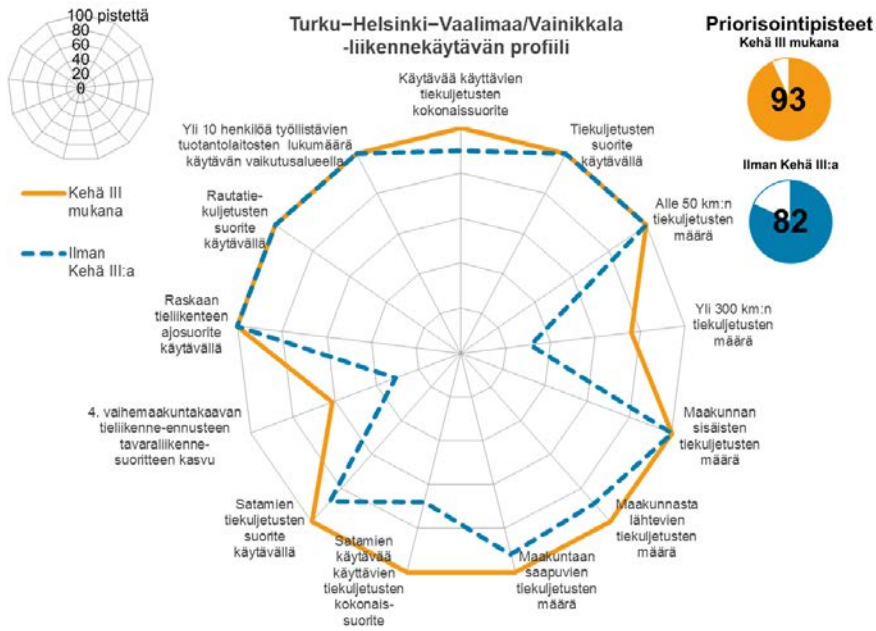 100 pistettä
80
60
40
20
0
Turku–Helsinki–Vaalimaa/Vainikkala
-liikennekäytävän profiili
Priorisointipisteet
Kehä III mukana
93
Ilman Kehä III:a
82
Kehä III
mukana
Ilman
Kehä III:a
Käytävää käyttävien
tiekuljetusten
kokonaissuorite
Tiekuljetusten
suorite
käytävällä
Alle 50 km:n
tiekuljetusten
määrä
Yli 300 km:n
tiekuljetusten
määrä
Maakunnan
sisäisten
tiekuljetusten
määrä
Maakunnasta
lähtevien
tiekuljetusten
määrä
Maakuntaan
saapuvien
tiekuljetusten
määrä
Satamien
käytävää
käyttävien
tiekuljetusten
kokonais-
suorite
Satamien
tiekuljetusten
suorite
käytävällä
4. vaihemaakuntakaavan
tieliikenne-ennusteen
tavaraliikenne-
suoritteen kasvu
Raskaan
tieliikenteen
ajosuorite
käytävällä
Rautatie-
kuljetusten
suorite
käytävällä
Yli 10 henkilöä työllistävien
tuotantolaitosten lukumäärä
käytävän vaikutusalueella